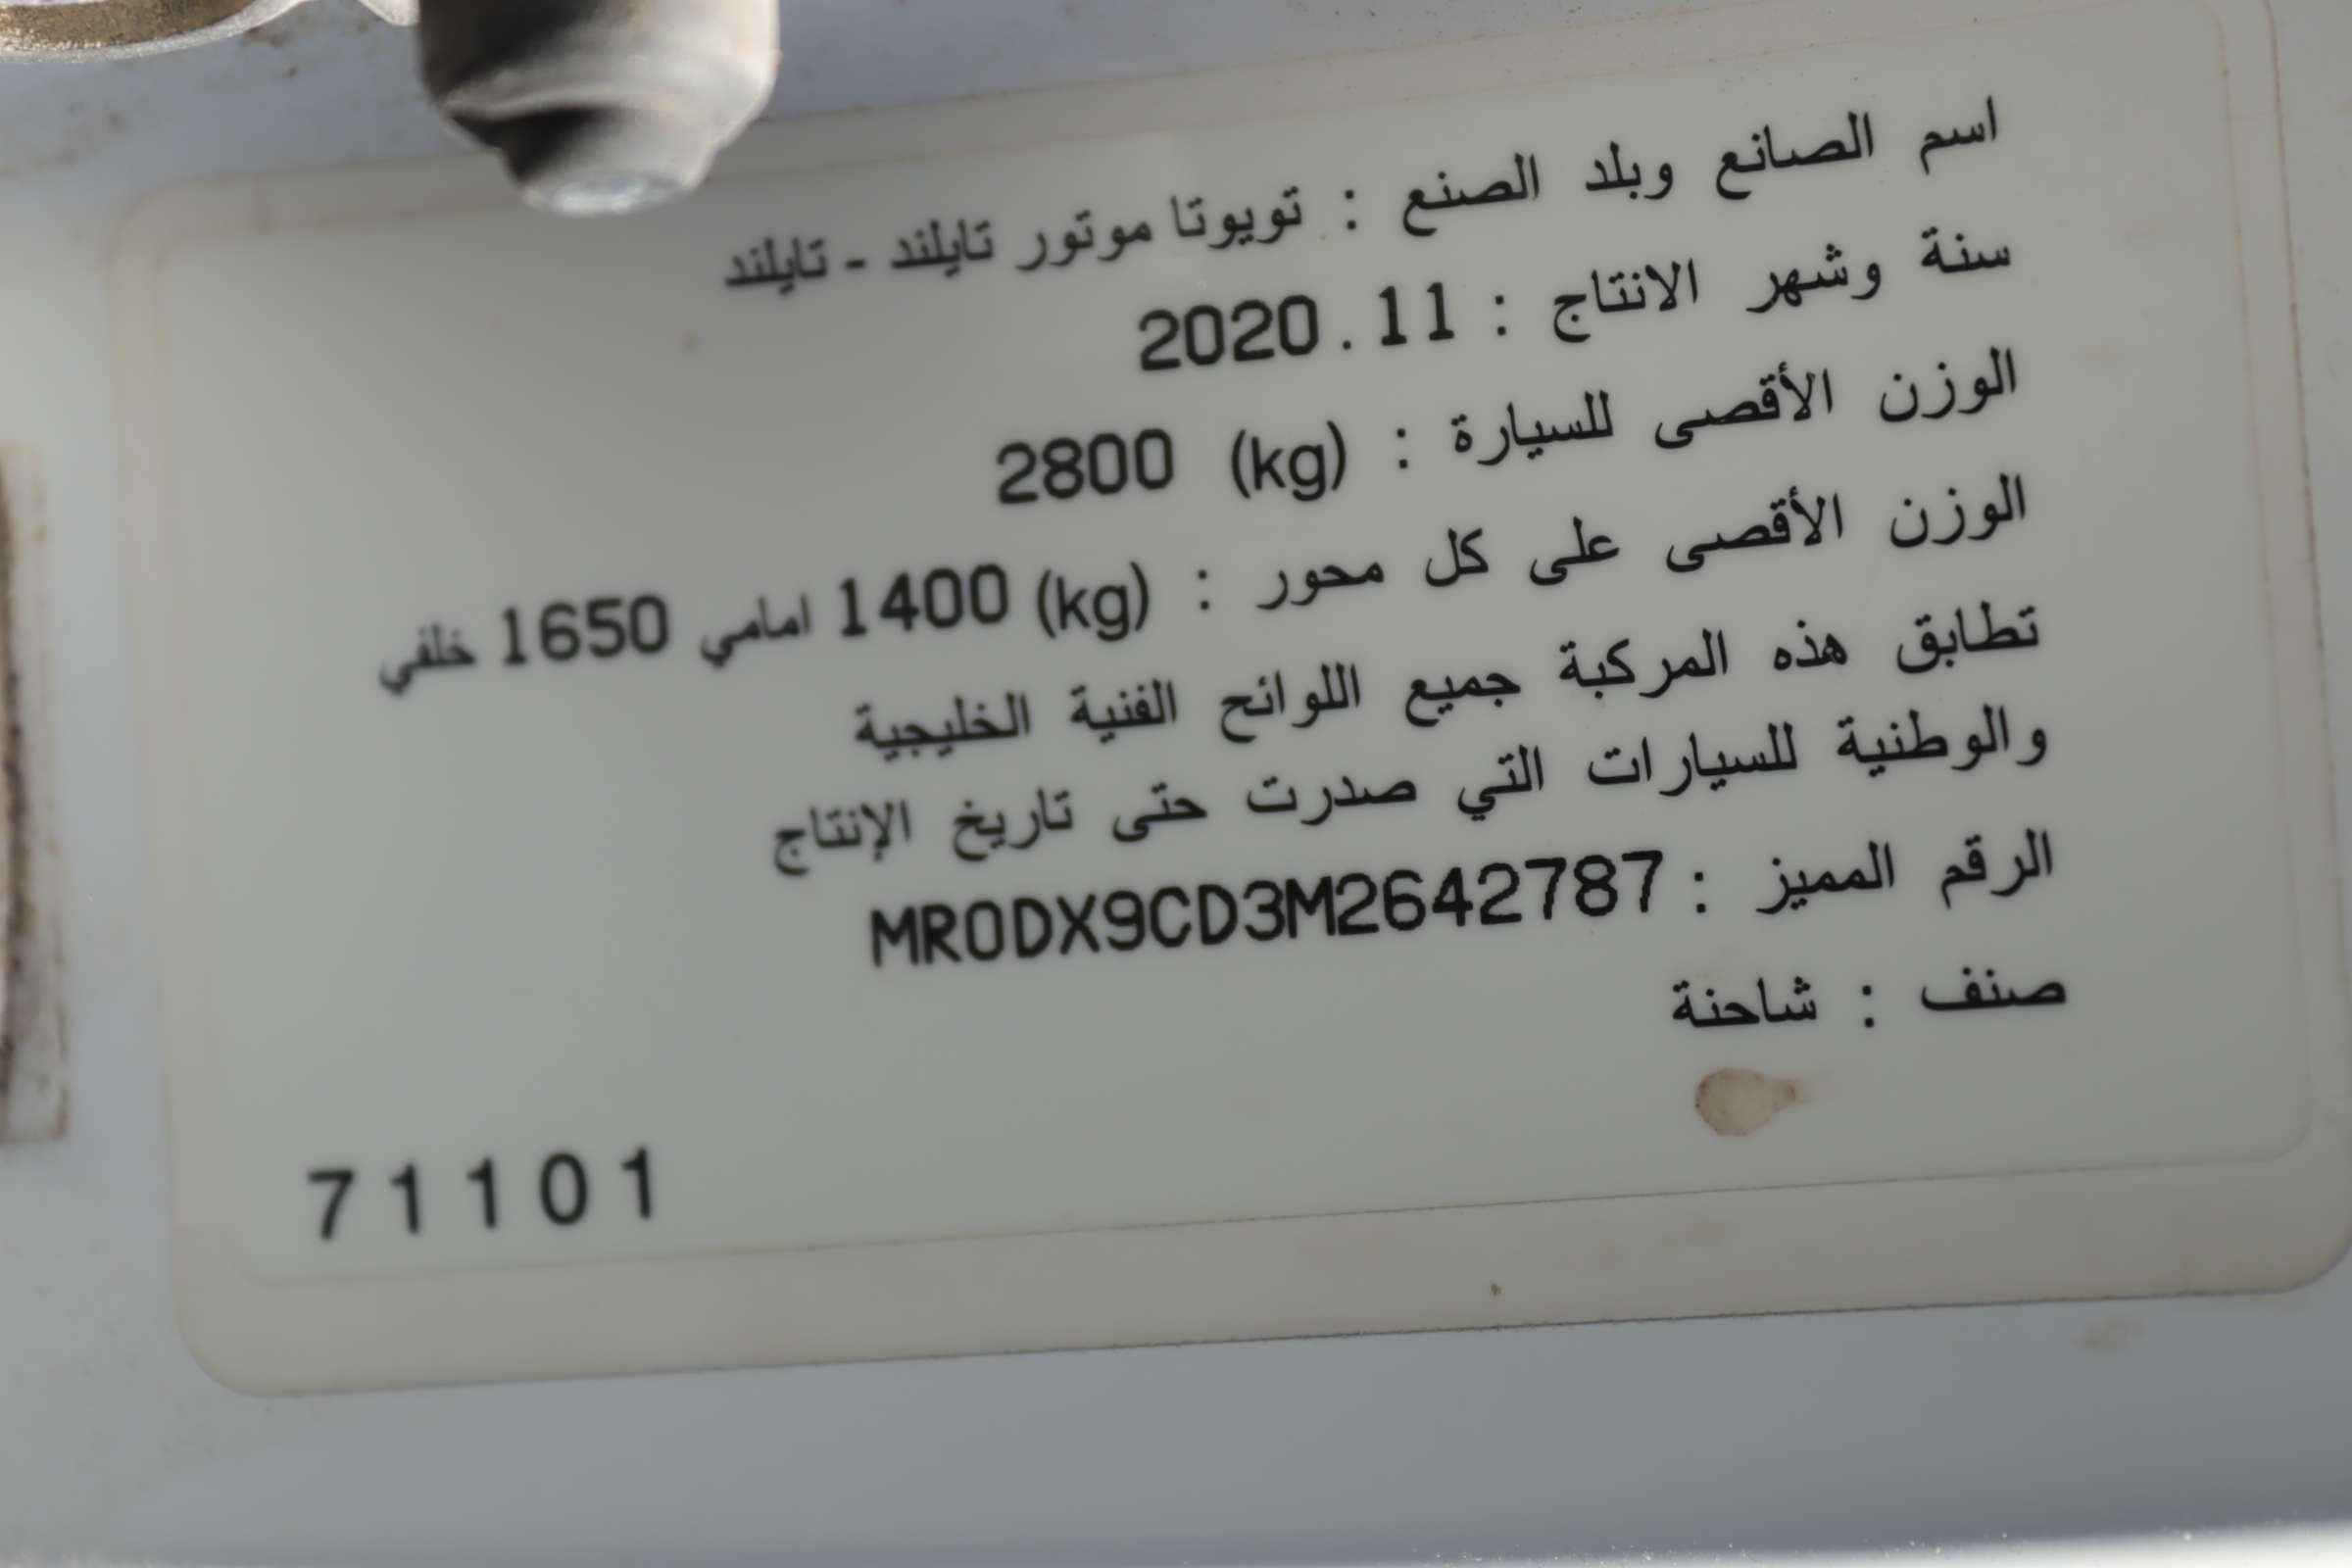 اسم الصانع وبلد الصنع : تويوتا موتور تايلند - تايلند
سنة وشهر الانتاج : 2020.11
الوزن الأقصى للسيارة : (kg) 2800
الوزن الأقصى على كل محور : (kg) 1400 امامي 1650 خلفي
تطابق هذه المركبة جميع اللوائح الفنية الخليجية
والوطنية للسيارات التي صدرت حتى تاريخ الإنتاج
الرقم المميز : MR0DX9CD3M2642787
صنف : شاحنة
71101